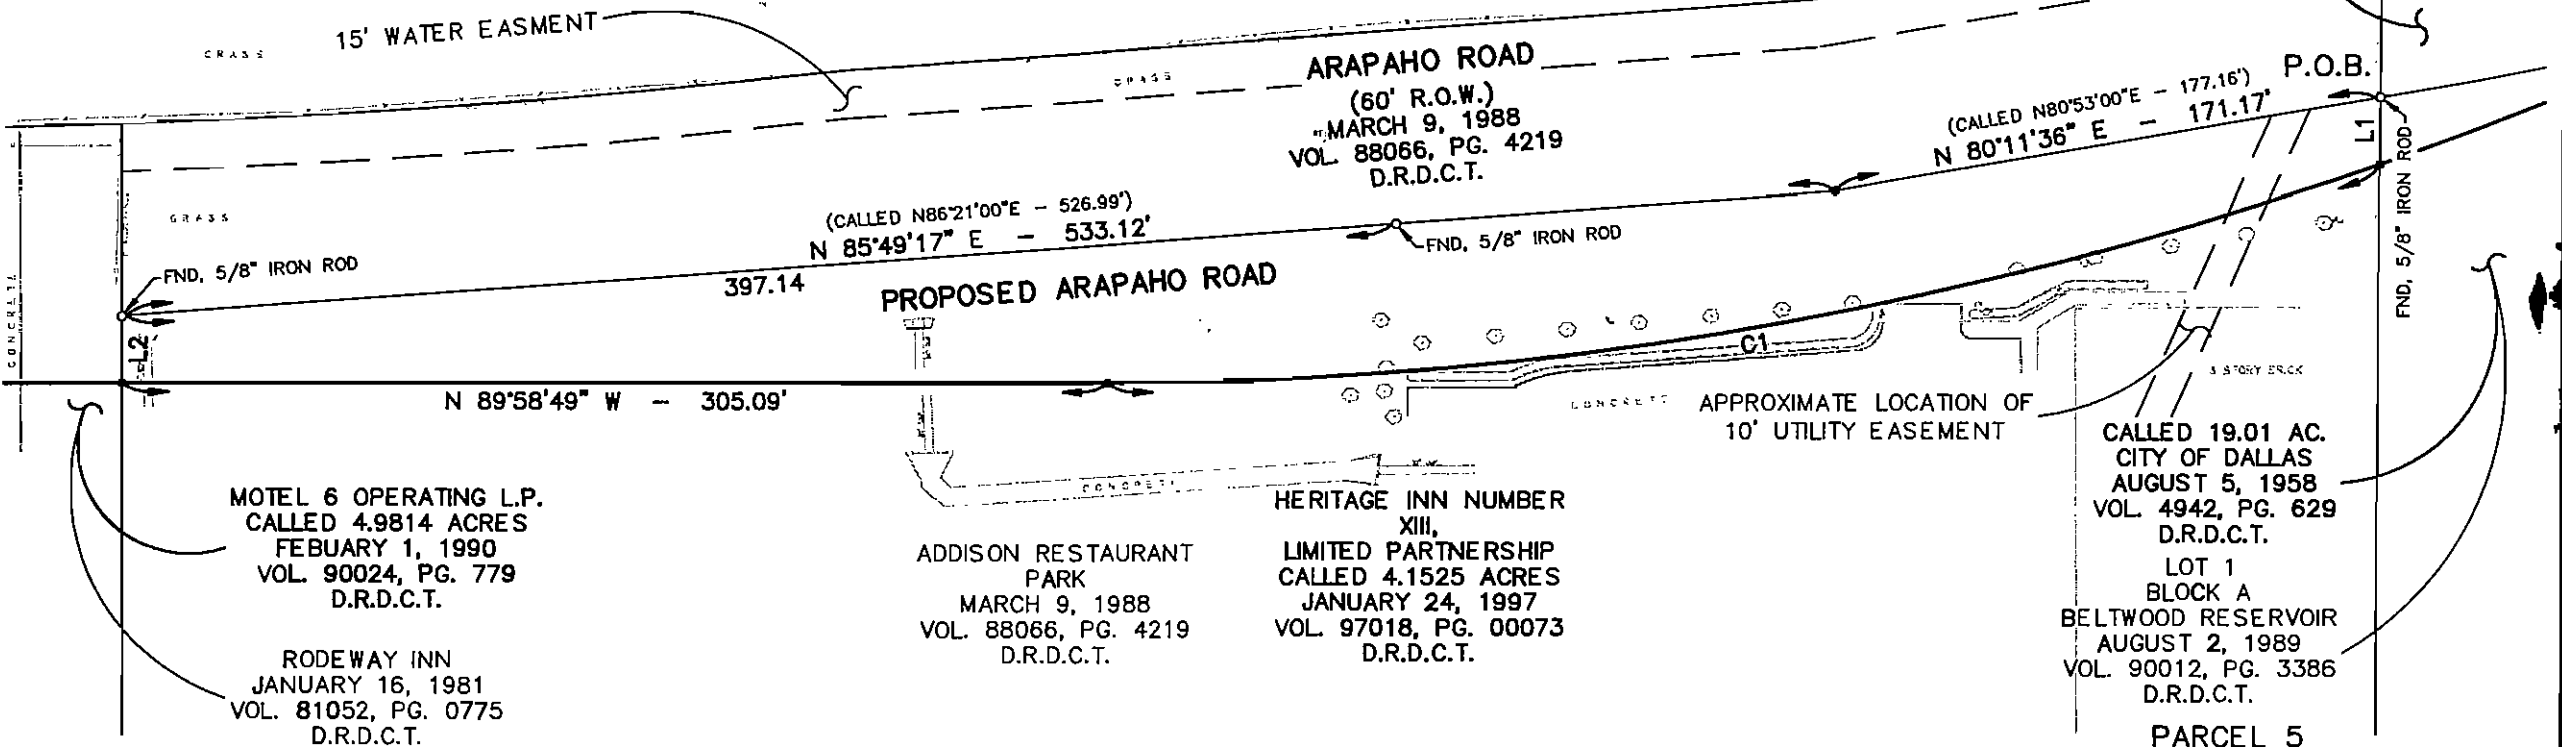 15' WATER EASMENT
GRASS
GRASS
ARAPAHO ROAD
(60' R.O.W.)
MARCH 9, 1988
VOL. 88066, PG. 4219
D.R.D.C.T.
(CALLED N80°53'00"E - 177.16')
N 80°11'36" E - 171.17'
P.O.B.
L1
FND, 5/8" IRON ROD
GRASS
(CALLED N86°21'00"E - 526.99')
N 85°49'17" E - 533.12'
FND, 5/8" IRON ROD
FND, 5/8" IRON ROD
397.14
PROPOSED ARAPAHO ROAD
CONCRETE
L2
C1
N 89°58'49" W - 305.09'
3 STORY BRICK
CONCRETE
APPROXIMATE LOCATION OF
10' UTILITY EASEMENT
CONCRETE
MOTEL 6 OPERATING L.P.
CALLED 4.9814 ACRES
FEBUARY 1, 1990
VOL. 90024, PG. 779
D.R.D.C.T.
RODEWAY INN
JANUARY 16, 1981
VOL. 81052, PG. 0775
D.R.D.C.T.
ADDISON RESTAURANT
PARK
MARCH 9, 1988
VOL. 88066, PG. 4219
D.R.D.C.T.
HERITAGE INN NUMBER
XIII,
LIMITED PARTNERSHIP
CALLED 4.1525 ACRES
JANUARY 24, 1997
VOL. 97018, PG. 00073
D.R.D.C.T.
CALLED 19.01 AC.
CITY OF DALLAS
AUGUST 5, 1958
VOL. 4942, PG. 629
D.R.D.C.T.
LOT 1
BLOCK A
BELTWOOD RESERVOIR
AUGUST 2, 1989
VOL. 90012, PG. 3386
D.R.D.C.T.
PARCEL 5